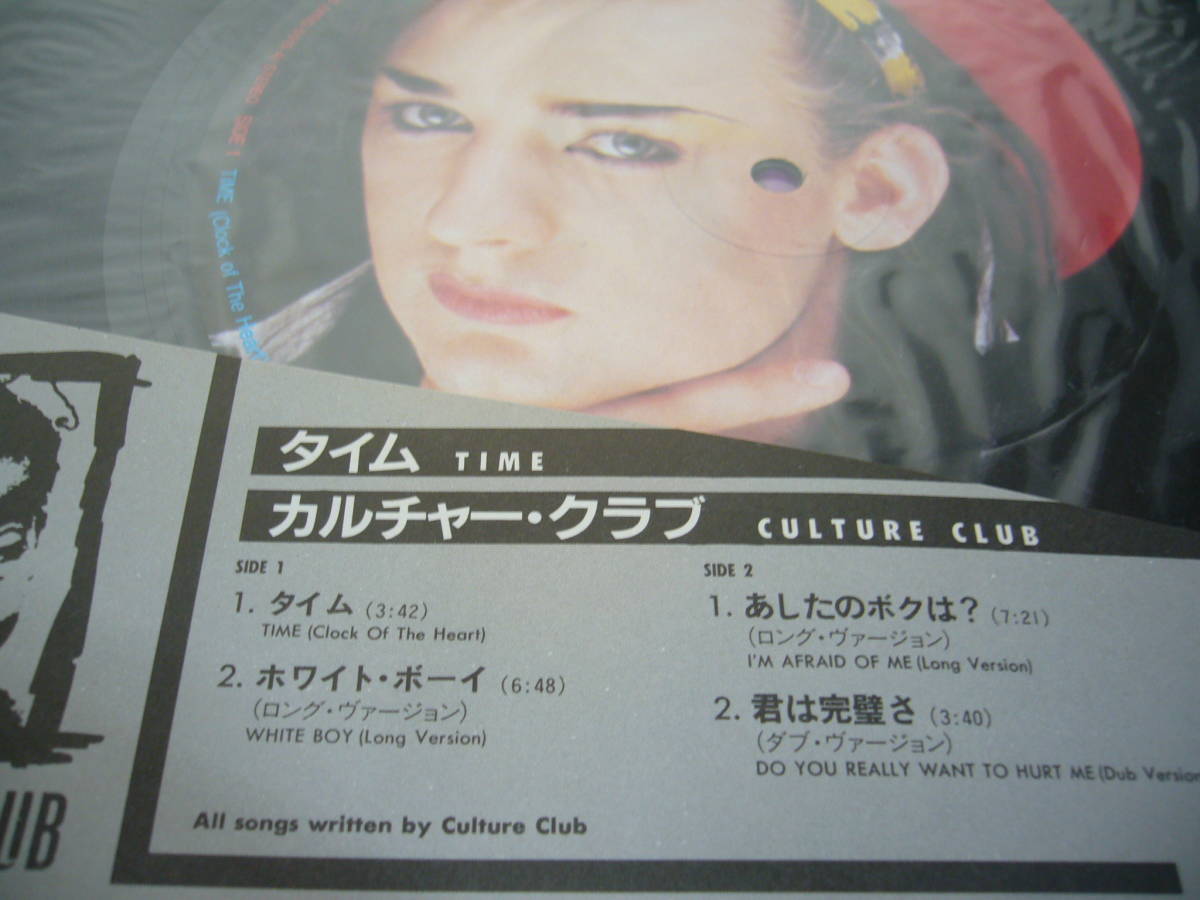 SIDE 1 TIME (Clock of The Heart
タイム TIME
カルチャー・クラブ CULTURE CLUB
SIDE 1
1. タイム (3:42)
TIME (Clock Of The Heart)
2. ホワイト・ボーイ (6:48)
(ロング・ヴァージョン)
WHITE BOY (Long Version)
SIDE 2
1. あしたのボクは? (7:21)
(ロング・ヴァージョン)
I'M AFRAID OF ME (Long Version)
2. 君は完璧さ (3:40)
(ダブ・ヴァージョン)
DO YOU REALLY WANT TO HURT ME (Dub Version
All songs written by Culture Club
UB